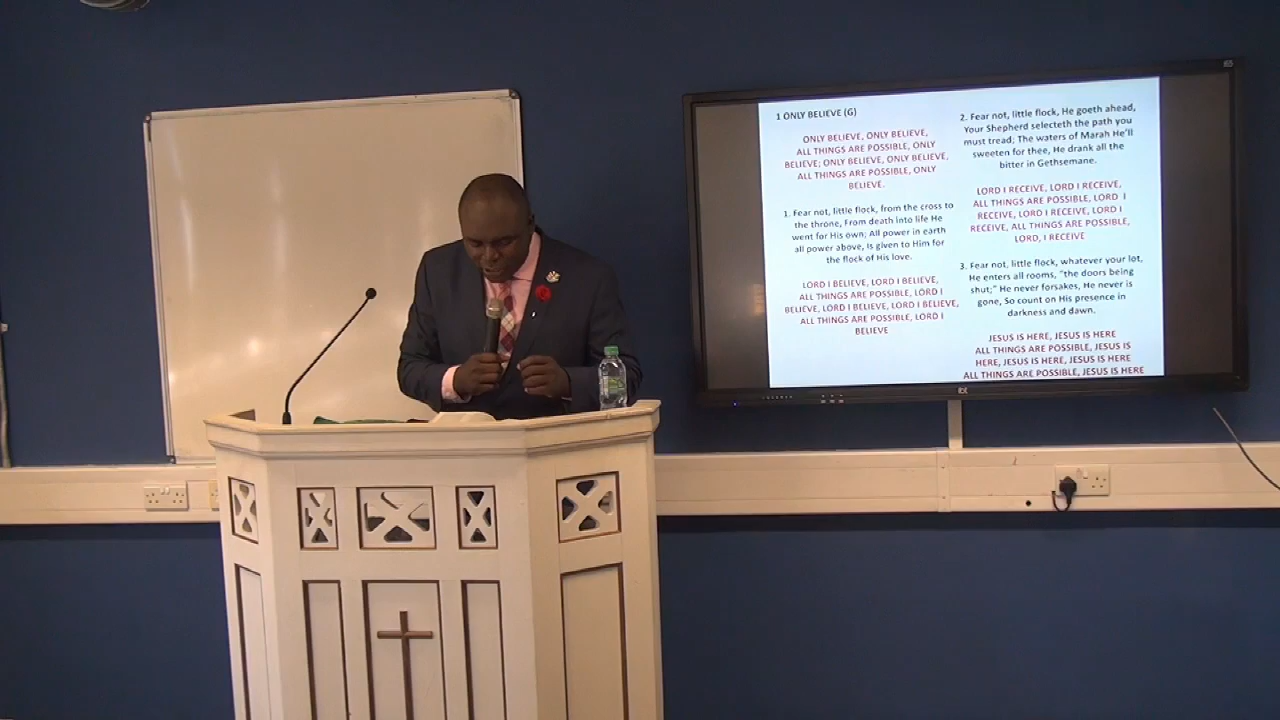 1 ONLY BELIEVE (G)
ONLY BELIEVE, ONLY BELIEVE,
ALL THINGS ARE POSSIBLE, ONLY
BELIEVE; ONLY BELIEVE, ONLY BELIEVE,
ALL THINGS ARE POSSIBLE, ONLY
BELIEVE.
1. Fear not, little flock, from the cross to
the throne, From death into life He
went for His own; All power in earth
all power above, Is given to Him for
the flock of His love.
LORD I BELIEVE, LORD I BELIEVE,
ALL THINGS ARE POSSIBLE, LORD I
BELIEVE, LORD I BELIEVE, LORD I BELIEVE,
ALL THINGS ARE POSSIBLE, LORD I
BELIEVE
2. Fear not, little flock, He goeth ahead,
Your Shepherd selecteth the path you
must tread; The waters of Marah He'll
sweeten for thee, He drank all the
bitter in Gethsemane.
LORD I RECEIVE, LORD I RECEIVE,
ALL THINGS ARE POSSIBLE, LORD I
RECEIVE, LORD I RECEIVE, LORD I
RECEIVE, ALL THINGS ARE POSSIBLE,
LORD, I RECEIVE
3. Fear not, little flock, whatever your lot,
He enters all rooms, "the doors being
shut;" He never forsakes, He never is
gone, So count on His presence in
darkness and dawn.
JESUS IS HERE, JESUS IS HERE
ALL THINGS ARE POSSIBLE, JESUS IS
HERE, JESUS IS HERE, JESUS IS HERE
ALL THINGS ARE POSSIBLE, JESUS IS HERE